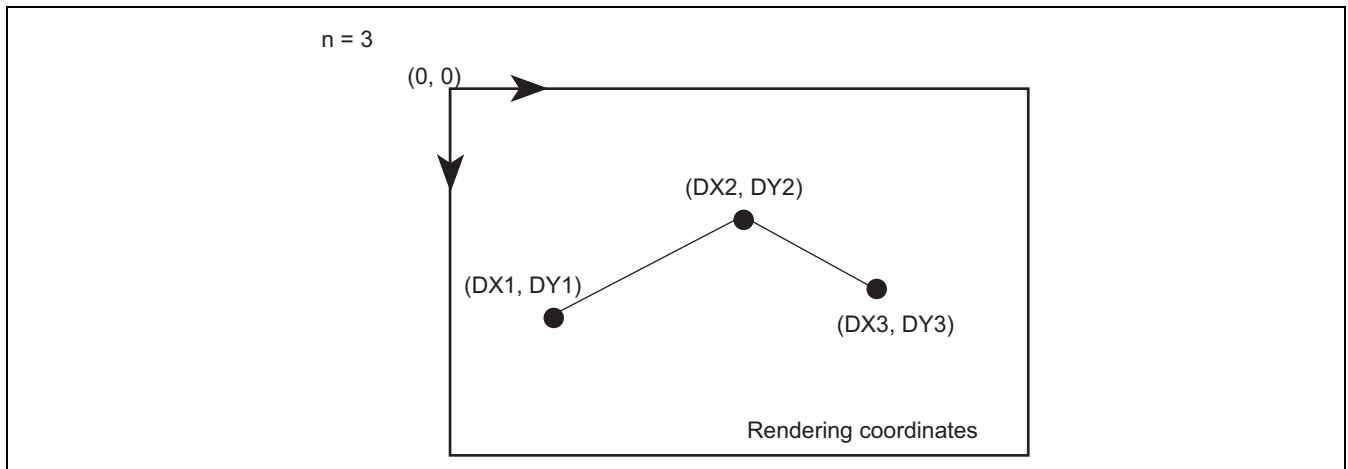 n = 3
(0, 0)
(DX2, DY2)
(DX1, DY1)
(DX3, DY3)
Rendering coordinates